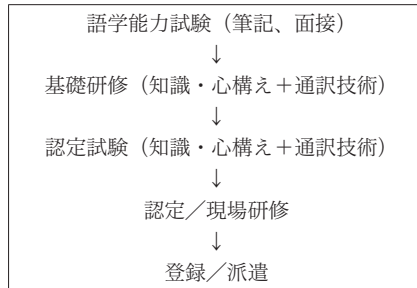 語学能力試験（筆記、面接）
↓
基礎研修（知識・心構え＋通訳技術）
↓
認定試験（知識・心構え＋通訳技術）
↓
認定／現場研修
↓
登録／派遣